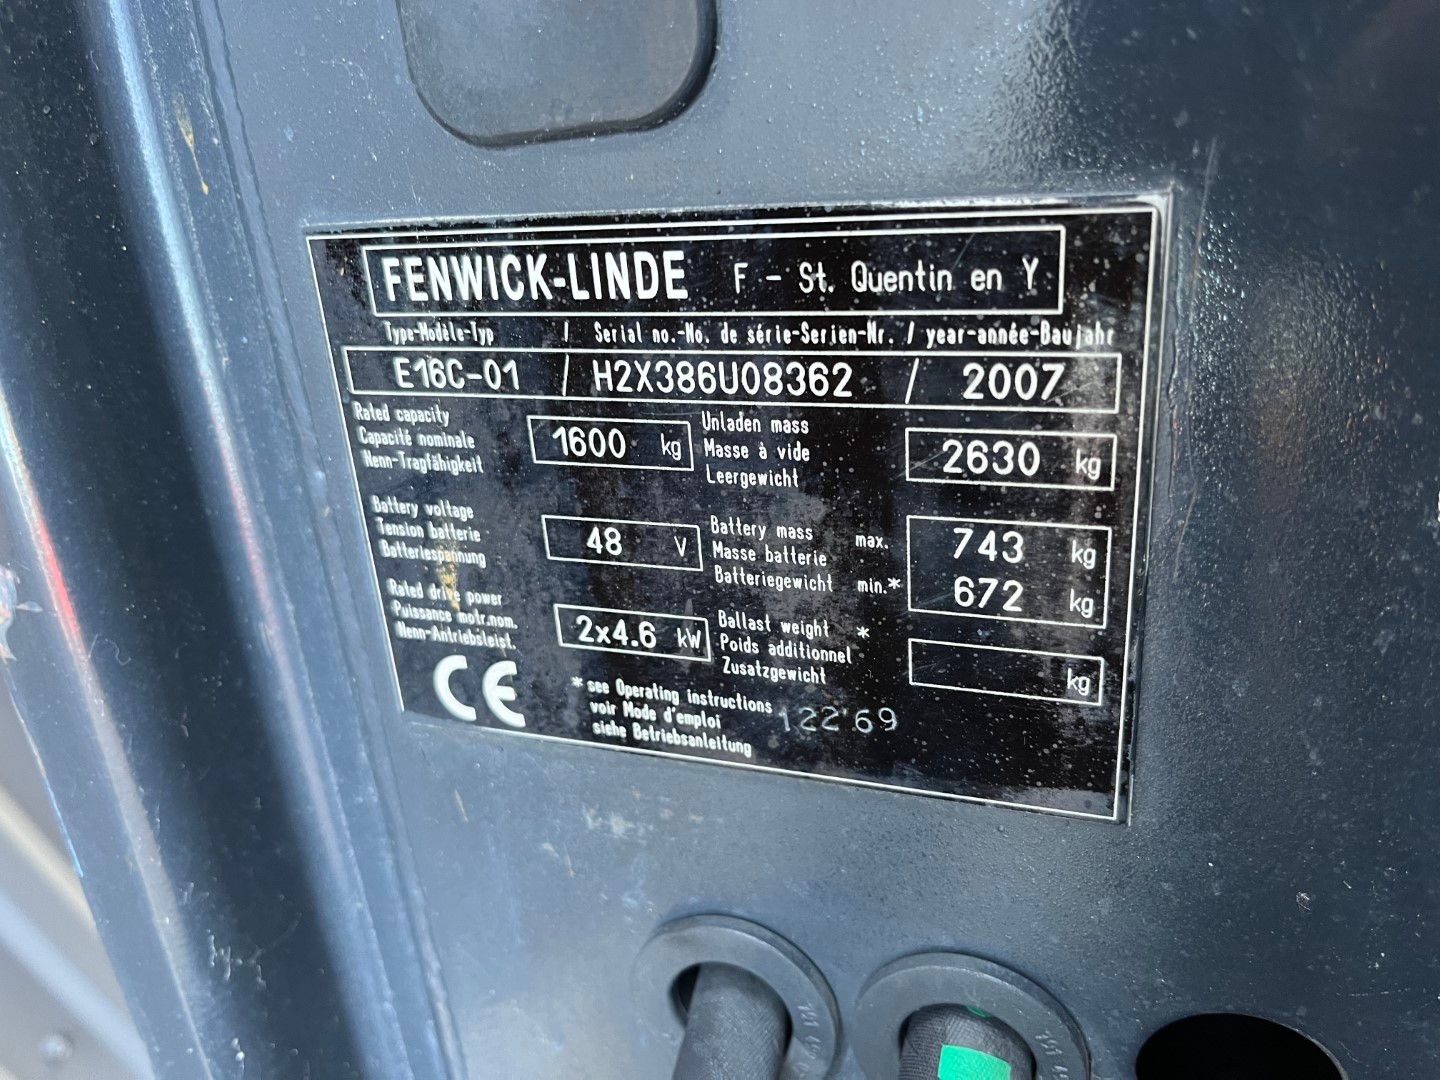 FENWICK-LINDE F - St. Quentin en Y
Type-Modèle-Typ / Serial no.-No. de série-Serien-Nr. / year-année-Baujahr
E16C-01 / H2X386U08362 / 2007
Rated capacity
Capacité nominale
Nenn-Tragfähigkeit
1600 kg
Unladen mass
Masse à vide
Leergewicht
2630 kg
Battery voltage
Tension batterie
Batteriespannung
48 V
Battery mass max.
Masse batterie
Batteriegewicht min.*
743 kg
672 kg
Rated drive power
Puissance motr.nom.
Nenn-Antriebsleist.
2x4.6 kW
Ballast weight *
Poids additionnel
Zusatzgewicht
kg
CE
* see Operating instructions
voir Mode d'emploi
siehe Betriebsanleitung
122'69